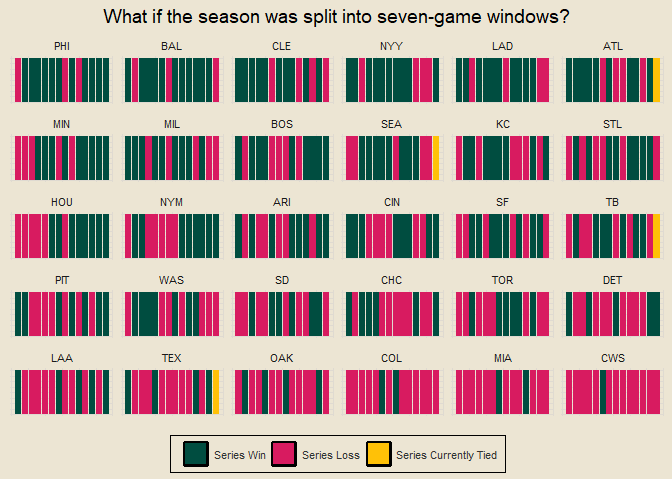 What if the season was split into seven-game windows?
PHI BAL CLE NYY LAD ATL
MIN MIL BOS SEA KC STL
HOU NYM ARI CIN SF TB
PIT WAS SD CHC TOR DET
LAA TEX OAK COL MIA CWS
Series Win Series Loss Series Currently Tied